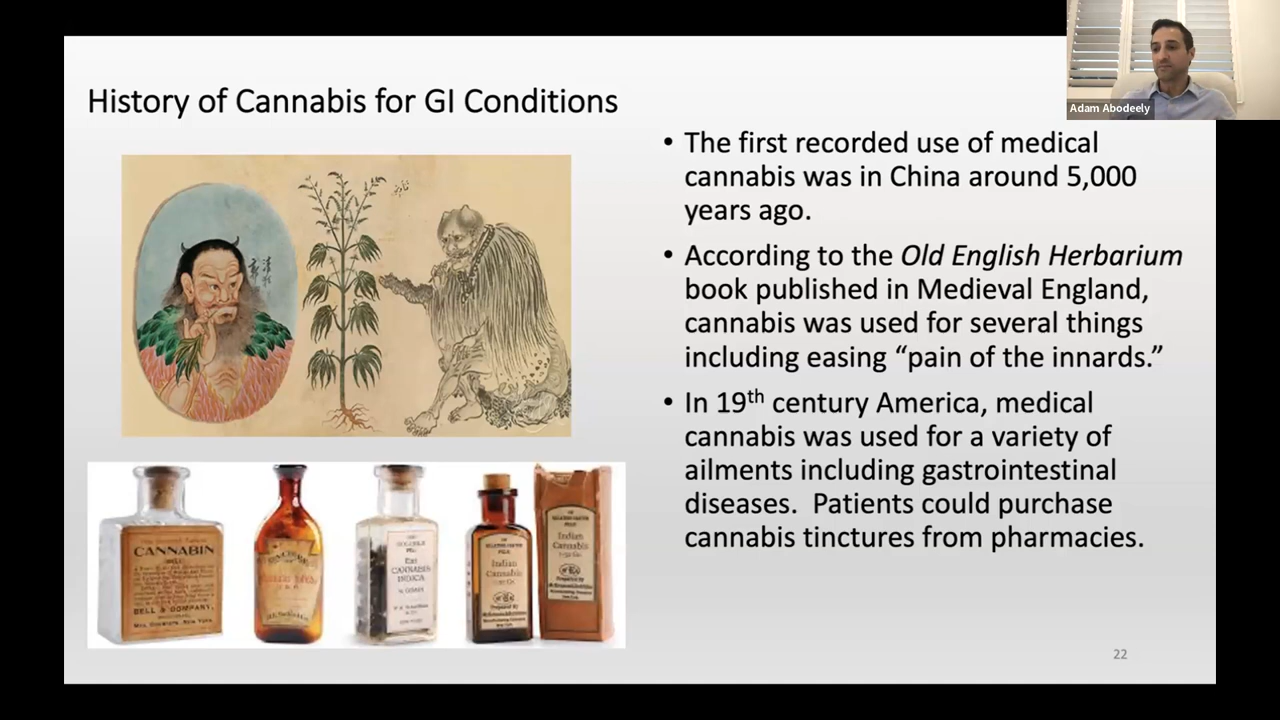 Adam Abodeely
History of Cannabis for GI Conditions
• The first recorded use of medical
cannabis was in China around 5,000
years ago.
• According to the Old English Herbarium
book published in Medieval England,
cannabis was used for several things
including easing “pain of the innards.”
• In 19th century America, medical
cannabis was used for a variety of
ailments including gastrointestinal
diseases.  Patients could purchase
cannabis tinctures from pharmacies.
CANNABIN
BELL & COMPANY,
CANNABIS
INDICA
Indian
Cannabis
Prepared By
Indian
Cannabis
Prepared By
22